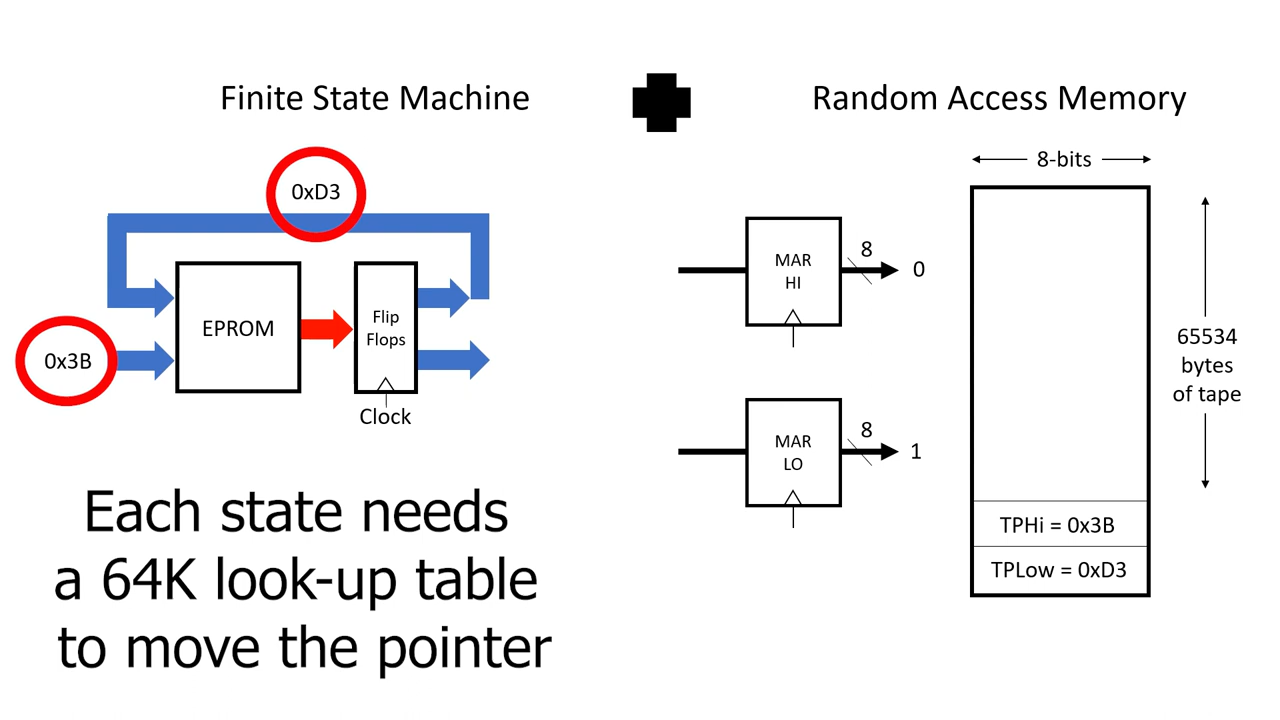 Finite State Machine
Random Access Memory
0xD3
8-bits
EPROM
Flip
Flops
0x3B
Clock
MAR
HI
8
0
MAR
LO
8
1
65534
bytes
of tape
TPHi = 0x3B
TPLow = 0xD3
Each state needs
a 64K look-up table
to move the pointer